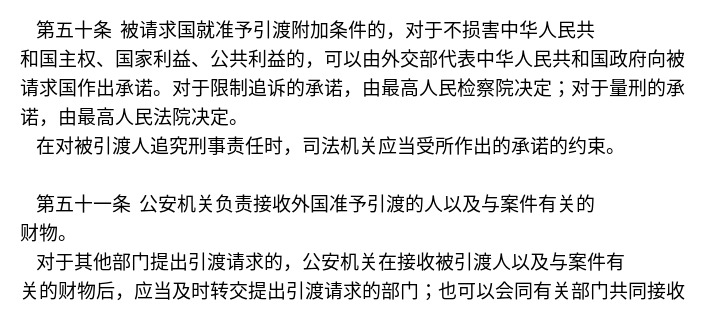 第五十条 被请求国就准予引渡附加条件的，对于不损害中华人民共
和国主权、国家利益、公共利益的，可以由外交部代表中华人民共和国政府向被
请求国作出承诺。对于限制追诉的承诺，由最高人民检察院决定；对于量刑的承
诺，由最高人民法院决定。
在对被引渡人追究刑事责任时，司法机关应当受所作出的承诺的约束。
第五十一条 公安机关负责接收外国准予引渡的人以及与案件有关的
财物。
对于其他部门提出引渡请求的，公安机关在接收被引渡人以及与案件有
关的财物后，应当及时转交提出引渡请求的部门；也可以会同有关部门共同接收